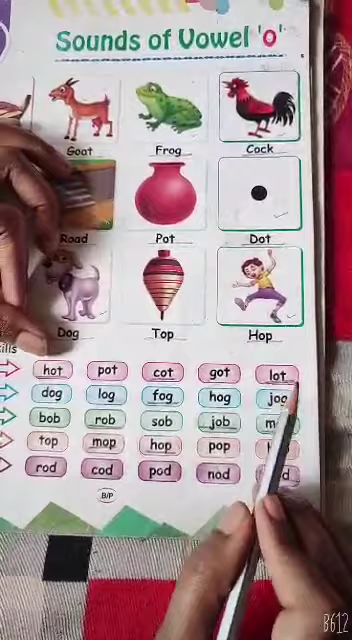 Sounds of Vowel 'o'
Goat Frog Cock
Road Pot Dot
Dog Top Hop
hot pot cot got lot
dog log fog hog
bob rob sob job
top mop hop pop
rod cod pod nod
B/P
B612